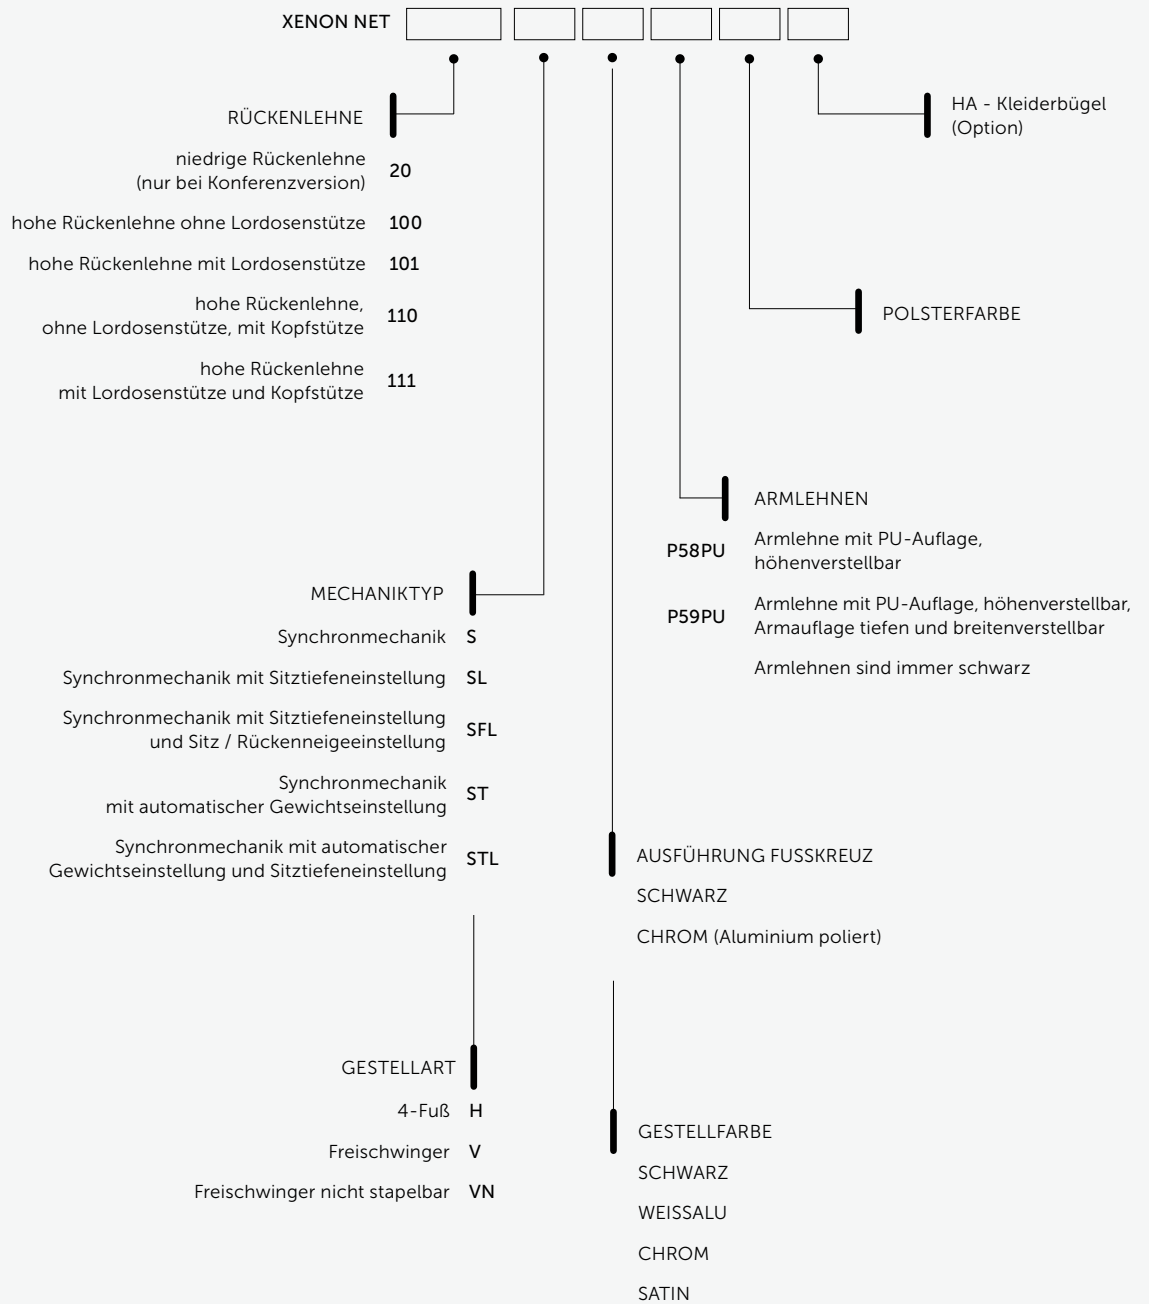 XENON NET
RÜCKENLEHNE
niedrige Rückenlehne
(nur bei Konferenzversion) 20
hohe Rückenlehne ohne Lordosenstütze 100
hohe Rückenlehne mit Lordosenstütze 101
hohe Rückenlehne,
ohne Lordosenstütze, mit Kopfstütze 110
hohe Rückenlehne
mit Lordosenstütze und Kopfstütze 111
HA - Kleiderbügel
(Option)
POLSTERFARBE
ARMLEHNEN
P58PU Armlehne mit PU-Auflage,
höhenverstellbar
P59PU Armlehne mit PU-Auflage, höhenverstellbar,
Armauflage tiefen und breitenverstellbar
Armlehnen sind immer schwarz
MECHANIKTYP
Synchronmechanik S
Synchronmechanik mit Sitztiefeneinstellung SL
Synchronmechanik mit Sitztiefeneinstellung
und Sitz / Rückenneigeeinstellung SFL
Synchronmechanik
mit automatischer Gewichtseinstellung ST
Synchronmechanik mit automatischer
Gewichtseinstellung und Sitztiefeneinstellung STL
AUSFÜHRUNG FUSSKREUZ
SCHWARZ
CHROM (Aluminium poliert)
GESTELLART
4-Fuß H
Freischwinger V
Freischwinger nicht stapelbar VN
GESTELLFARBE
SCHWARZ
WEISSALU
CHROM
SATIN